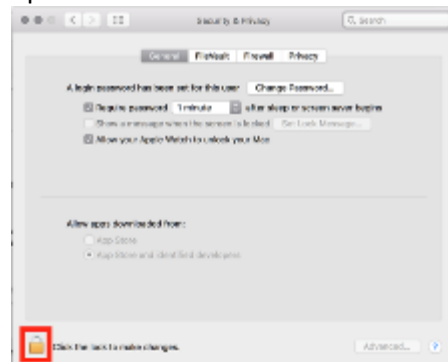 Security & Privacy
Search
General FileVault Firewall Privacy
A login password has been set for this user Change Password...
Require password 1 minute after sleep or screen saver begins
Show a message when the screen is locked Set Lock Message...
Allow your Apple Watch to unlock your Mac
Allow apps downloaded from:
App Store
App Store and identified developers
Click the lock to make changes.
Advanced...
?